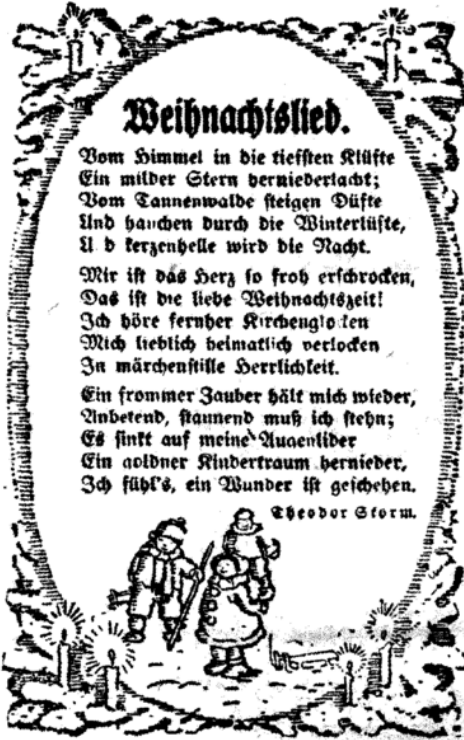 Weihnachtslied.
Vom Himmel in die tiefsten Klüfte
Ein milder Stern herniederlacht;
Vom Tannenwalde steigen Düfte
Und hauchen durch die Winterlüfte,
U d kerzenhelle wird die Nacht.
Mir ist das Herz so froh erschrocken,
Das ist die liebe Weihnachtszeit!
Ich höre fernher Kirchenglocken
Mich lieblich heimatlich verlocken
In märchenstille Herrlichkeit.
Ein frommer Zauber hält mich wieder,
Anbetend, staunend muß ich stehn;
Es sinkt auf meine Augenlider
Ein goldner Kindertraum hernieder,
Ich fühl's, ein Wunder ist geschehen.
Theodor Storm.